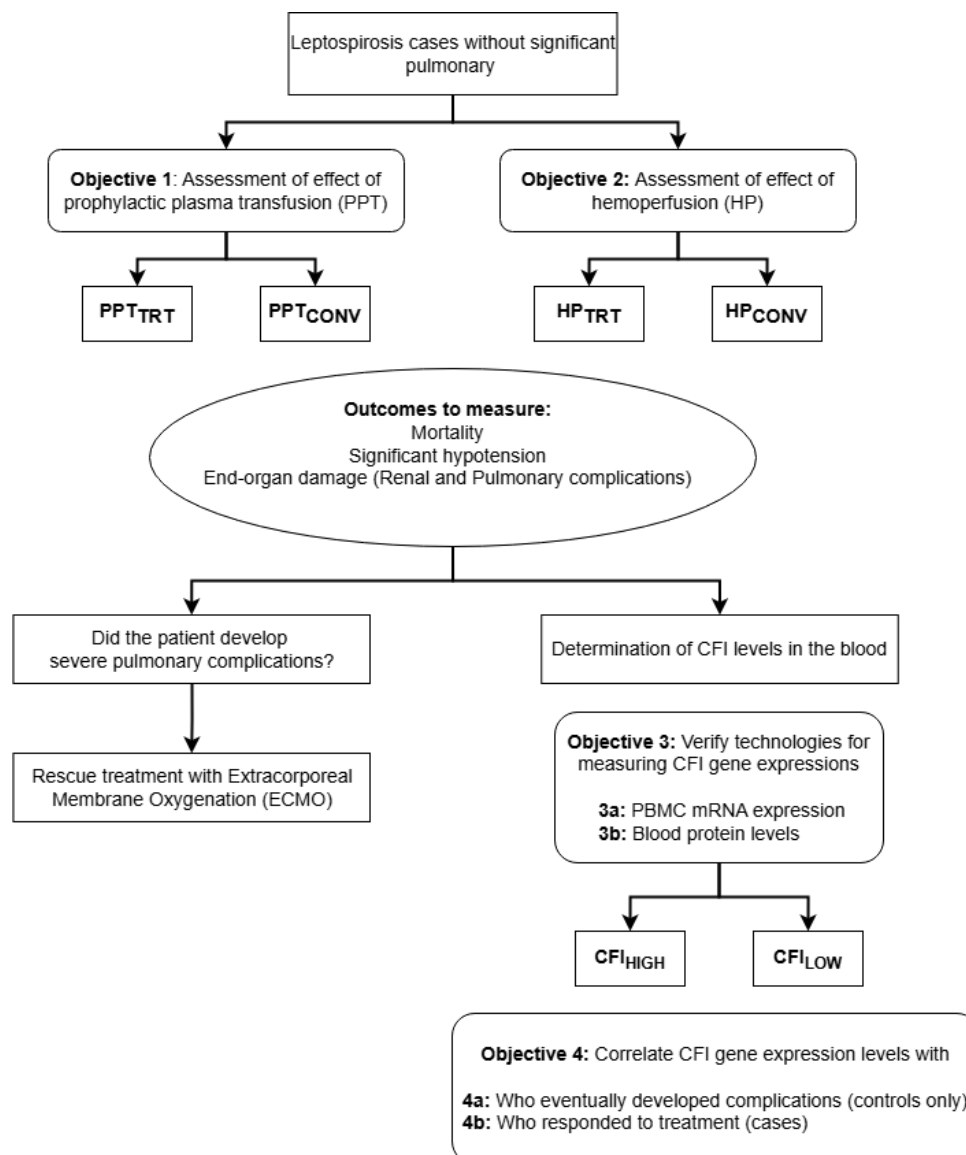 Leptospirosis cases without significant
pulmonary
Objective 1: Assessment of effect of
prophylactic plasma transfusion (PPT)
Objective 2: Assessment of effect of
hemoperfusion (HP)
PPTTRT
PPTCONV
HPTRT
HPCONV
Outcomes to measure:
Mortality
Significant hypotension
End-organ damage (Renal and Pulmonary complications)
Did the patient develop
severe pulmonary complications?
Determination of CFI levels in the blood
Rescue treatment with Extracorporeal
Membrane Oxygenation (ECMO)
Objective 3: Verify technologies for
measuring CFI gene expressions
3a: PBMC mRNA expression
3b: Blood protein levels
CFIHIGH
CFILOW
Objective 4: Correlate CFI gene expression levels with
4a: Who eventually developed complications (controls only)
4b: Who responded to treatment (cases)